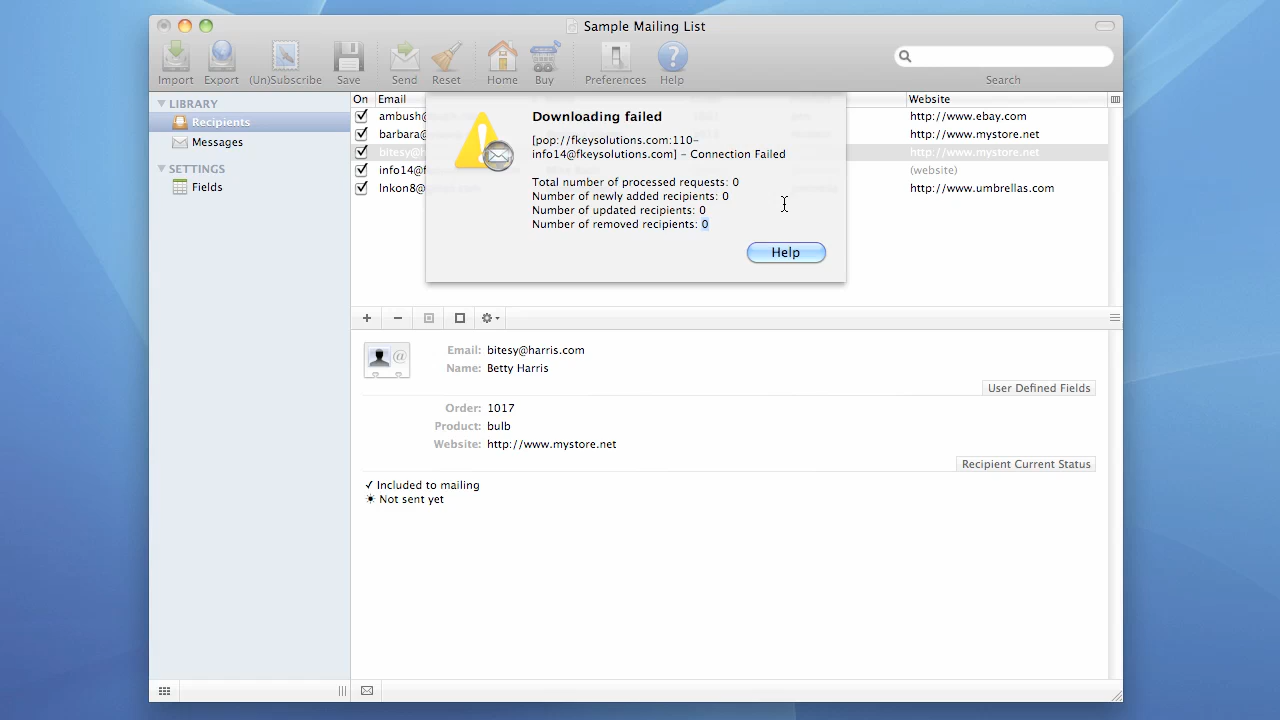 Sample Mailing List
Import Export (Un)Subscribe Save Send Reset Home Buy Preferences Help Search
LIBRARY
Recipients
Messages
SETTINGS
Fields
On Email Website
ambush@ http://www.ebay.com
barbara@ http://www.mystore.net
bitesy@h http://www.mystore.net
info14@f (website)
lnkon8@ http://www.umbrellas.com
Downloading failed
[pop://fkeysolutions.com:110-
info14@fkeysolutions.com] – Connection Failed
Total number of processed requests: 0
Number of newly added recipients: 0
Number of updated recipients: 0
Number of removed recipients: 0
Help
Email: bitesy@harris.com
Name: Betty Harris
User Defined Fields
Order: 1017
Product: bulb
Website: http://www.mystore.net
Recipient Current Status
✓ Included to mailing
☀ Not sent yet